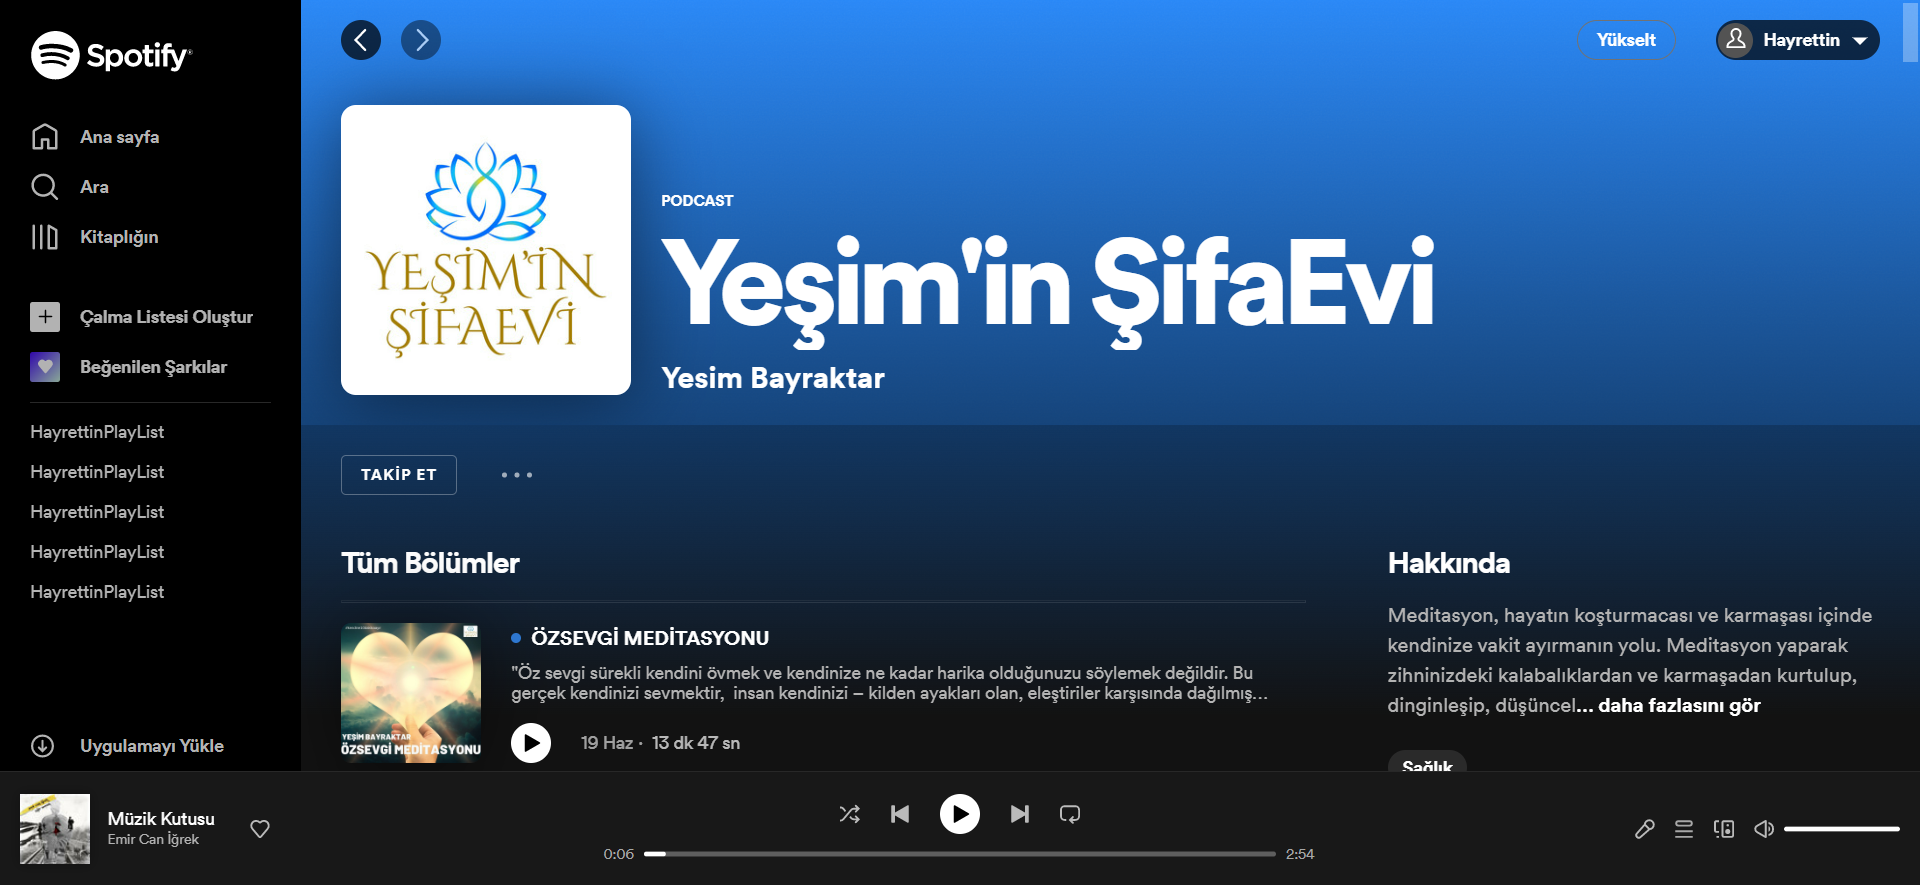 Spotify
Ana sayfa
Ara
Kitaplığın
Çalma Listesi Oluştur
Beğenilen Şarkılar
HayrettinPlayList
HayrettinPlayList
HayrettinPlayList
HayrettinPlayList
HayrettinPlayList
Uygulamayı Yükle
Yükselt
Hayrettin
YEŞİM'İN
ŞİFAEVİ
PODCAST
Yeşim'in ŞifaEvi
Yesim Bayraktar
TAKİP ET
Tüm Bölümler
YEŞİM BAYRAKTAR
ÖZSEVGİ MEDİTASYONU
ÖZSEVGİ MEDİTASYONU
"Öz sevgi sürekli kendini övmek ve kendinize ne kadar harika olduğunuzu söylemek değildir. Bu
gerçek kendinizi sevmektir, insan kendinizi – kilden ayakları olan, eleştiriler karşısında dağılmış...
19 Haz · 13 dk 47 sn
Hakkında
Meditasyon, hayatın koşturmacası ve karmaşası içinde
kendinize vakit ayırmanın yolu. Meditasyon yaparak
zihninizdeki kalabalıklardan ve karmaşadan kurtulup,
dinginleşip, düşüncel... daha fazlasını gör
Sağlık
Müzik Kutusu
Emir Can İğrek
0:06
2:54